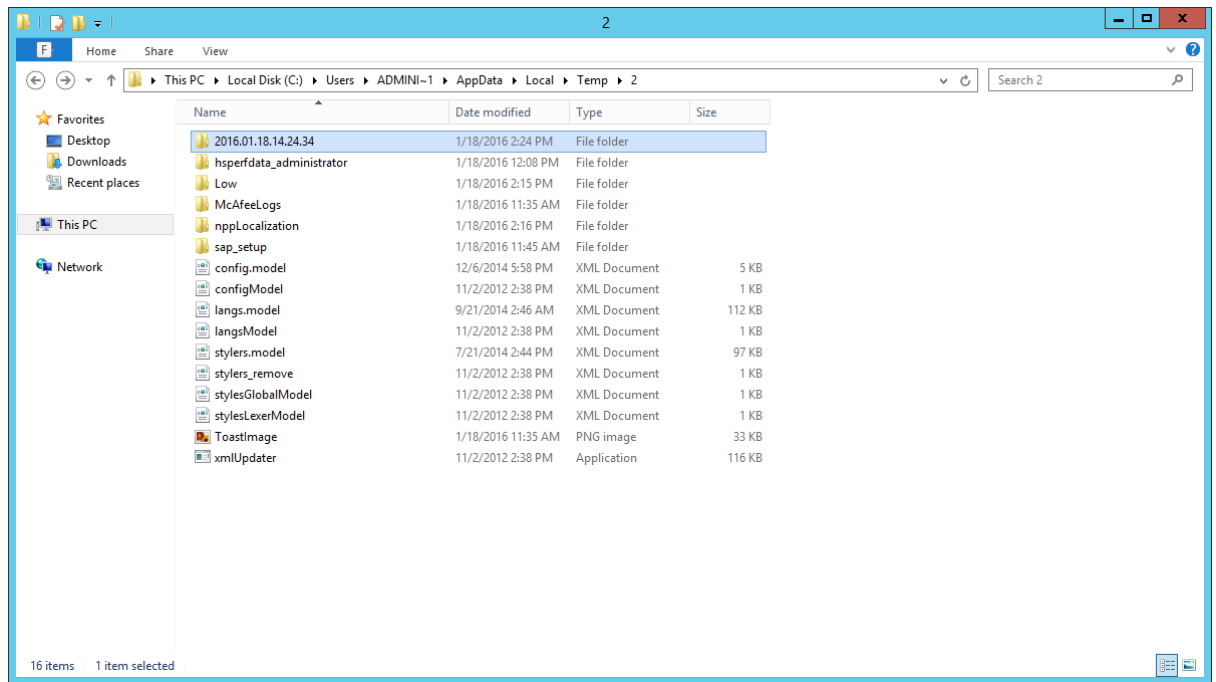 2
F Home Share View
This PC Local Disk (C:) Users ADMINI~1 AppData Local Temp 2 Search 2
Favorites
Desktop
Downloads
Recent places
This PC
Network
Name Date modified Type Size
2016.01.18.14.24.34 1/18/2016 2:24 PM File folder
hsperfdata_administrator 1/18/2016 12:08 PM File folder
Low 1/18/2016 2:15 PM File folder
McAfeeLogs 1/18/2016 11:35 AM File folder
nppLocalization 1/18/2016 2:16 PM File folder
sap_setup 1/18/2016 11:45 AM File folder
config.model 12/6/2014 5:58 PM XML Document 5 KB
configModel 11/2/2012 2:38 PM XML Document 1 KB
langs.model 9/21/2014 2:46 AM XML Document 112 KB
langsModel 11/2/2012 2:38 PM XML Document 1 KB
stylers.model 7/21/2014 2:44 PM XML Document 97 KB
stylers_remove 11/2/2012 2:38 PM XML Document 1 KB
stylesGlobalModel 11/2/2012 2:38 PM XML Document 1 KB
stylesLexerModel 11/2/2012 2:38 PM XML Document 1 KB
ToastImage 1/18/2016 11:35 AM PNG image 33 KB
xmlUpdater 11/2/2012 2:38 PM Application 116 KB
16 items 1 item selected